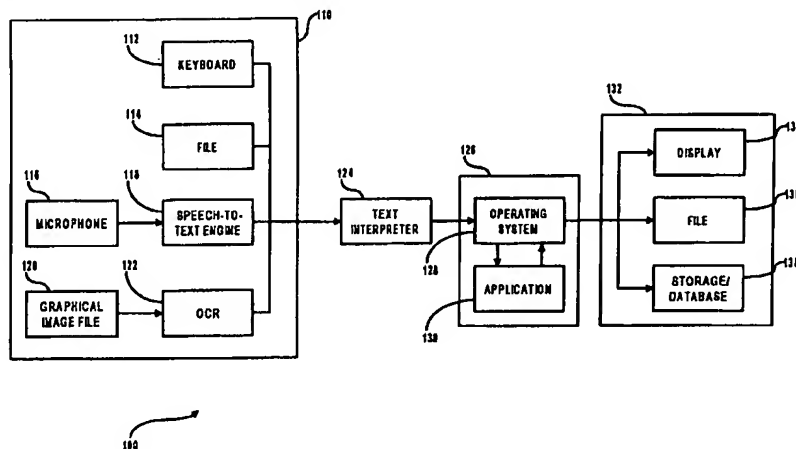 110
112
KEYBOARD
114
FILE
116
MICROPHONE
118
SPEECH-TO-
TEXT ENGINE
120
GRAPHICAL
IMAGE FILE
122
OCR
124
TEXT
INTERPRETER
126
OPERATING
SYSTEM
128
APPLICATION
130
132
DISPLAY
FILE
STORAGE/
DATABASE
100